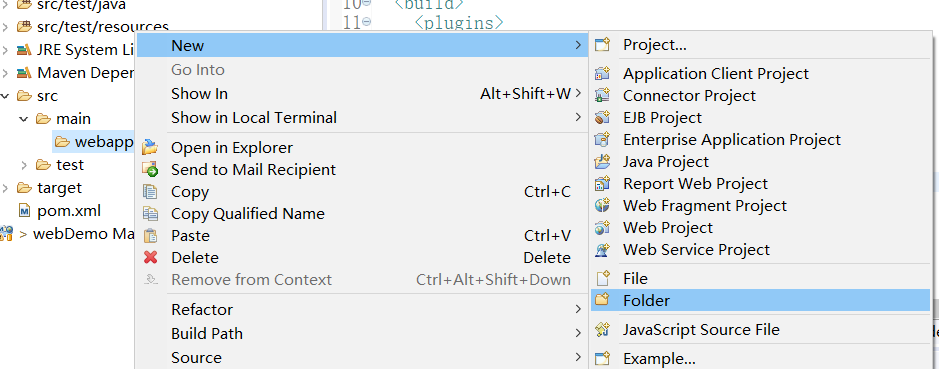 src/test/java
src/test/resources
JRE System Li
Maven Depe
src
main
webapp
test
target
pom.xml
> webDemo Ma
10 <build>
11 <plugins>
New
Go Into
Show In Alt+Shift+W >
Show in Local Terminal
Open in Explorer
Send to Mail Recipient
Copy Ctrl+C
Copy Qualified Name
Paste Ctrl+V
Delete Delete
Remove from Context Ctrl+Alt+Shift+Down
Refactor
Build Path
Source
Project...
Application Client Project
Connector Project
EJB Project
Enterprise Application Project
Java Project
Report Web Project
Web Fragment Project
Web Project
Web Service Project
File
Folder
JavaScript Source File
Example...